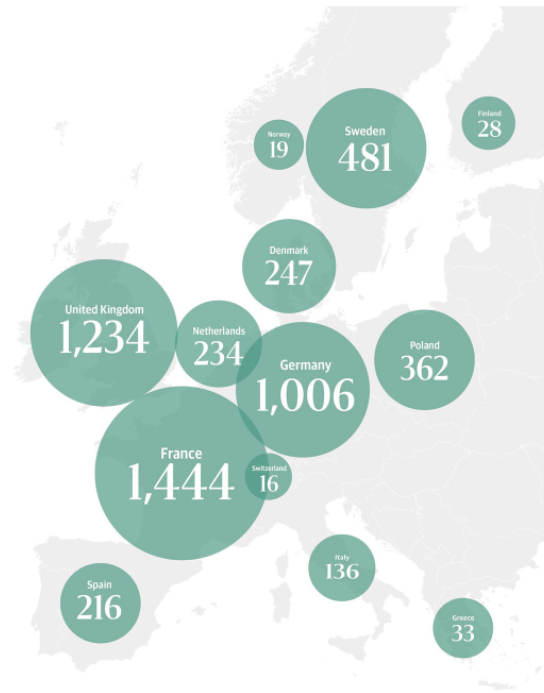 Finland
28
Norway
19
Sweden
481
Denmark
247
United Kingdom
1,234
Netherlands
234
Poland
362
Germany
1,006
France
1,444
Switzerland
16
Italy
136
Spain
216
Greece
33